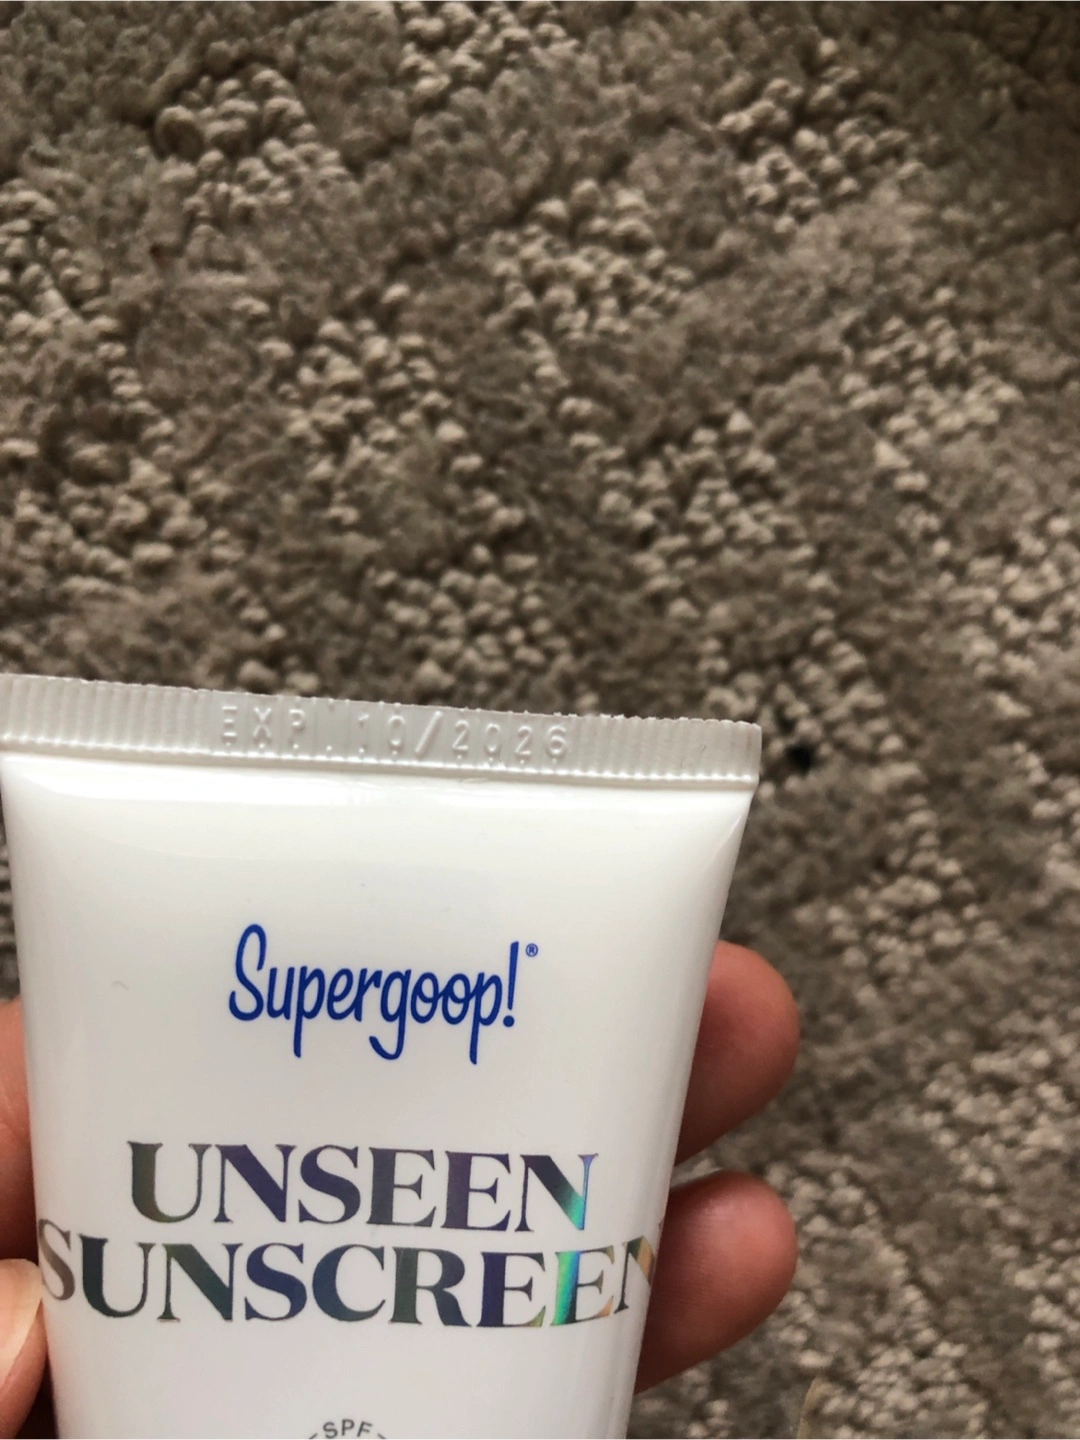 EXP. 10/2026
Supergoop!®
UNSEEN
SUNSCREEN
SPF